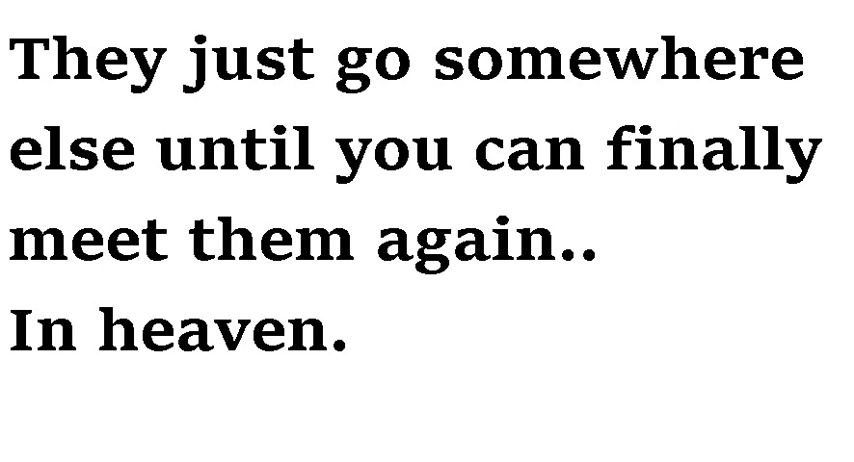 They just go somewhere
else until you can finally
meet them again..
In heaven.